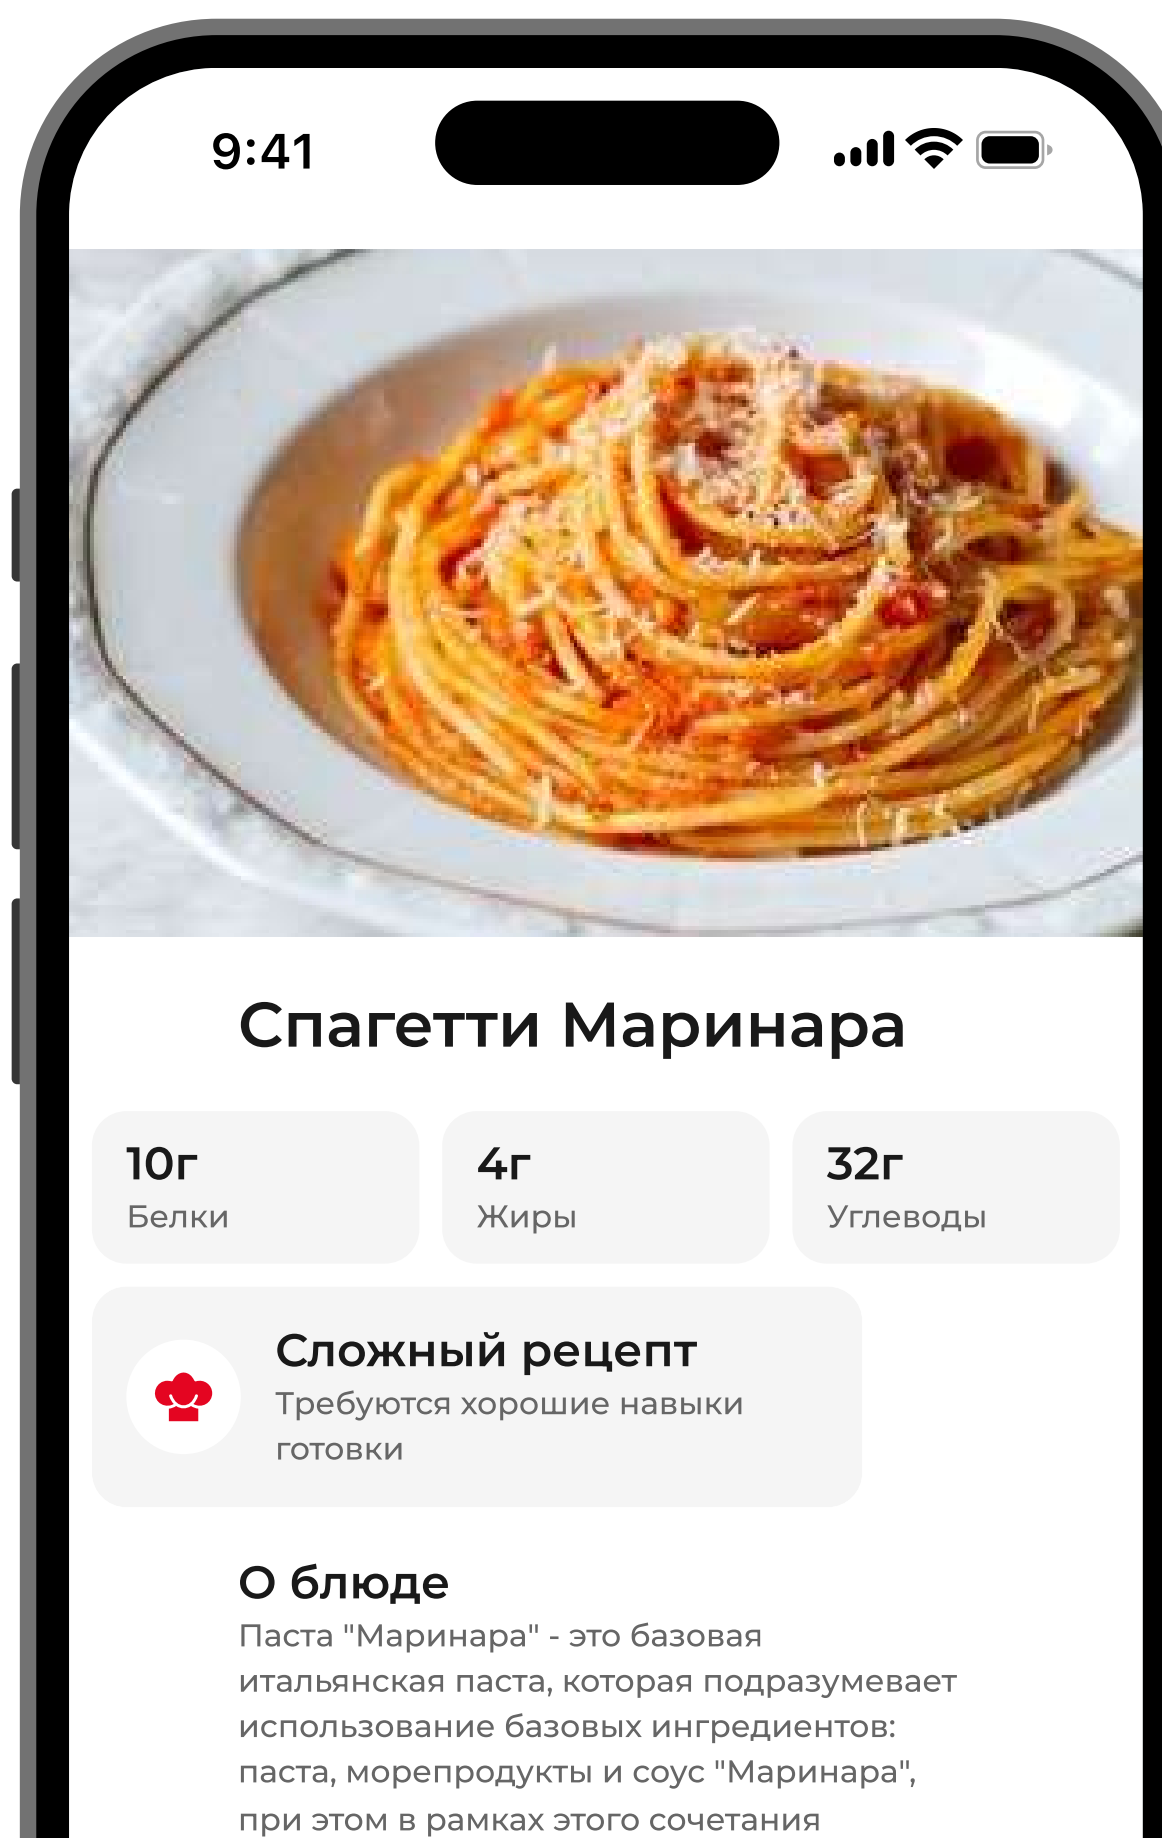 9:41
Спагетти Маринара
10г
Белки
4г
Жиры
32г
Углеводы
Сложный рецепт
Требуются хорошие навыки
готовки
О блюде
Паста "Маринара" - это базовая
итальянская паста, которая подразумевает
использование базовых ингредиентов:
паста, морепродукты и соус "Маринара",
при этом в рамках этого сочетания